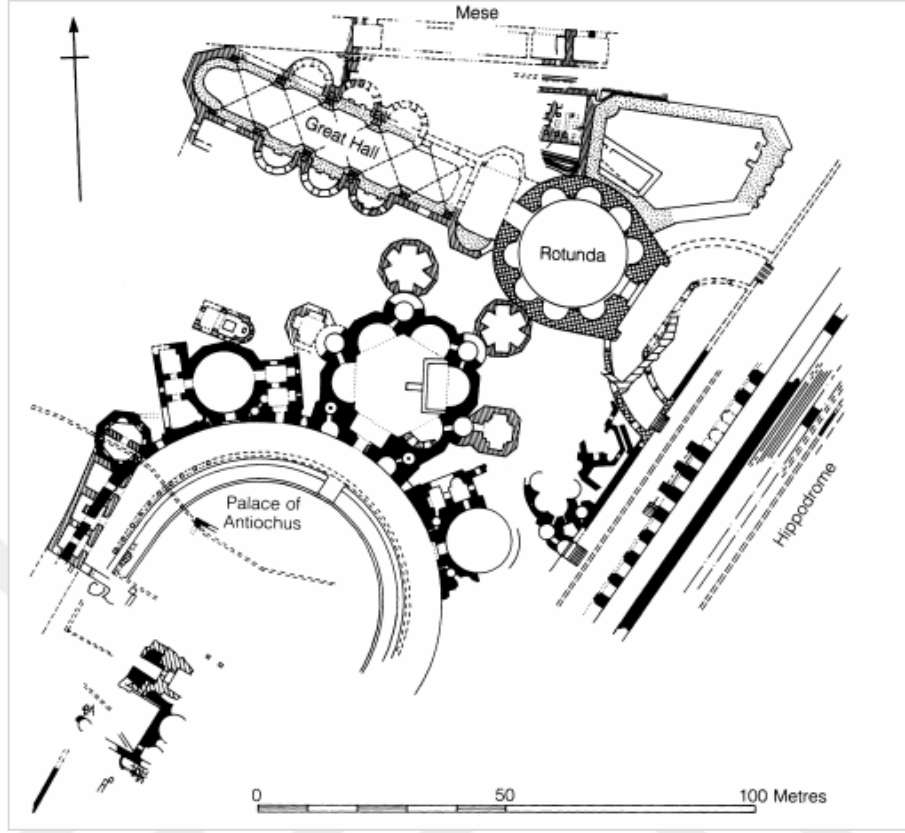 Mese
Great Hall
Rotunda
Palace of
Antiochus
Hippodrome
0 50 100 Metres